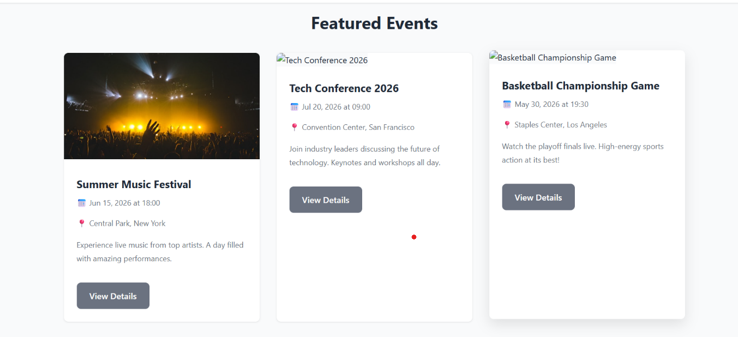 Featured Events
Summer Music Festival
Jun 15, 2026 at 18:00
Central Park, New York
Experience live music from top artists. A day filled
with amazing performances.
View Details
Tech Conference 2026
Tech Conference 2026
Jul 20, 2026 at 09:00
Convention Center, San Francisco
Join industry leaders discussing the future of
technology. Keynotes and workshops all day.
View Details
Basketball Championship Game
Basketball Championship Game
May 30, 2026 at 19:30
Staples Center, Los Angeles
Watch the playoff finals live. High-energy sports
action at its best!
View Details